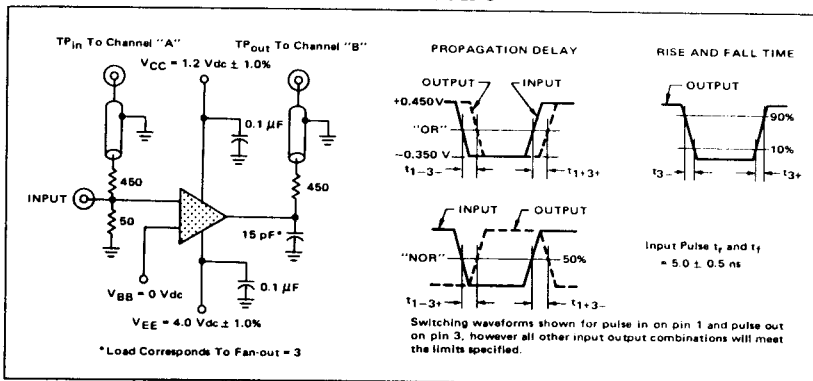 TPin To Channel "A"
TPout To Channel "B"
VCC = 1.2 Vdc ± 1.0%
0.1 µF
450
450
INPUT
50
15 pF*
0.1 µF
VBB = 0 Vdc
VEE = 4.0 Vdc ± 1.0%
*Load Corresponds To Fan-out = 3
PROPAGATION DELAY
OUTPUT
INPUT
+0.450 V
"OR"
−0.350 V
t1−3−
t1+3+
INPUT
OUTPUT
"NOR"
50%
t1−3+
t1+3−
RISE AND FALL TIME
OUTPUT
90%
10%
t3−
t3+
Input Pulse tr and tf
= 5.0 ± 0.5 ns
Switching waveforms shown for pulse in on pin 1 and pulse out
on pin 3, however all other input output combinations will meet
the limits specified.